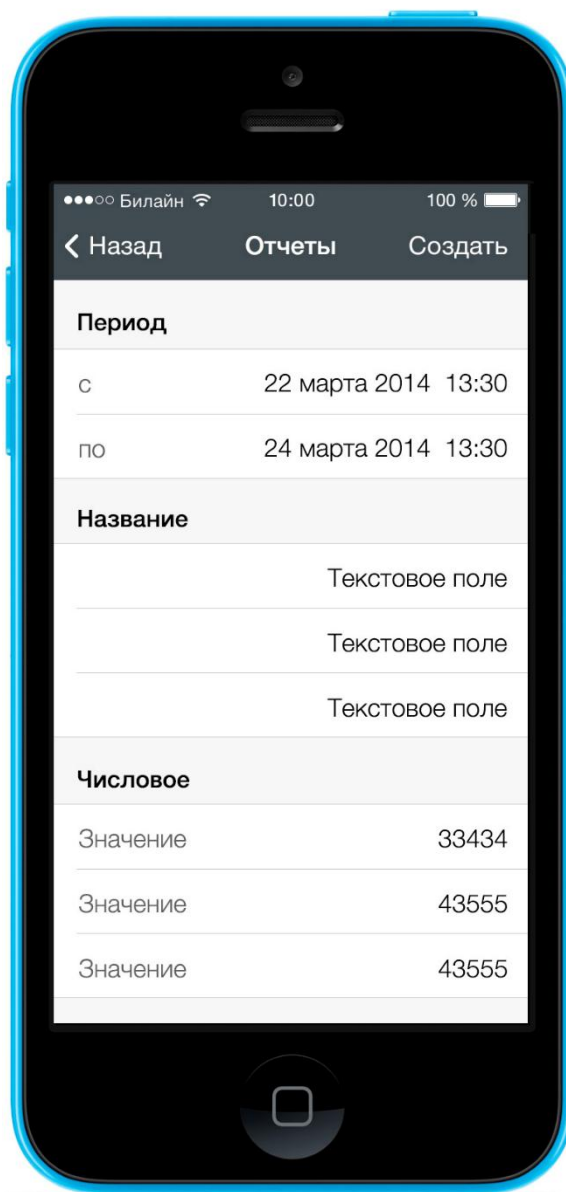 Билайн 10:00 100 %
Назад Отчеты Создать
Период
с 22 марта 2014 13:30
по 24 марта 2014 13:30
Название
Текстовое поле
Текстовое поле
Текстовое поле
Числовое
Значение 33434
Значение 43555
Значение 43555